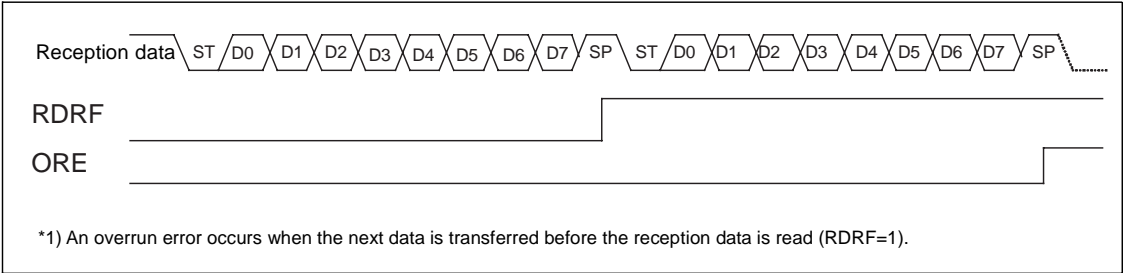 Reception data ST D0 D1 D2 D3 D4 D5 D6 D7 SP ST D0 D1 D2 D3 D4 D5 D6 D7 SP
RDRF
ORE
*1) An overrun error occurs when the next data is transferred before the reception data is read (RDRF=1).